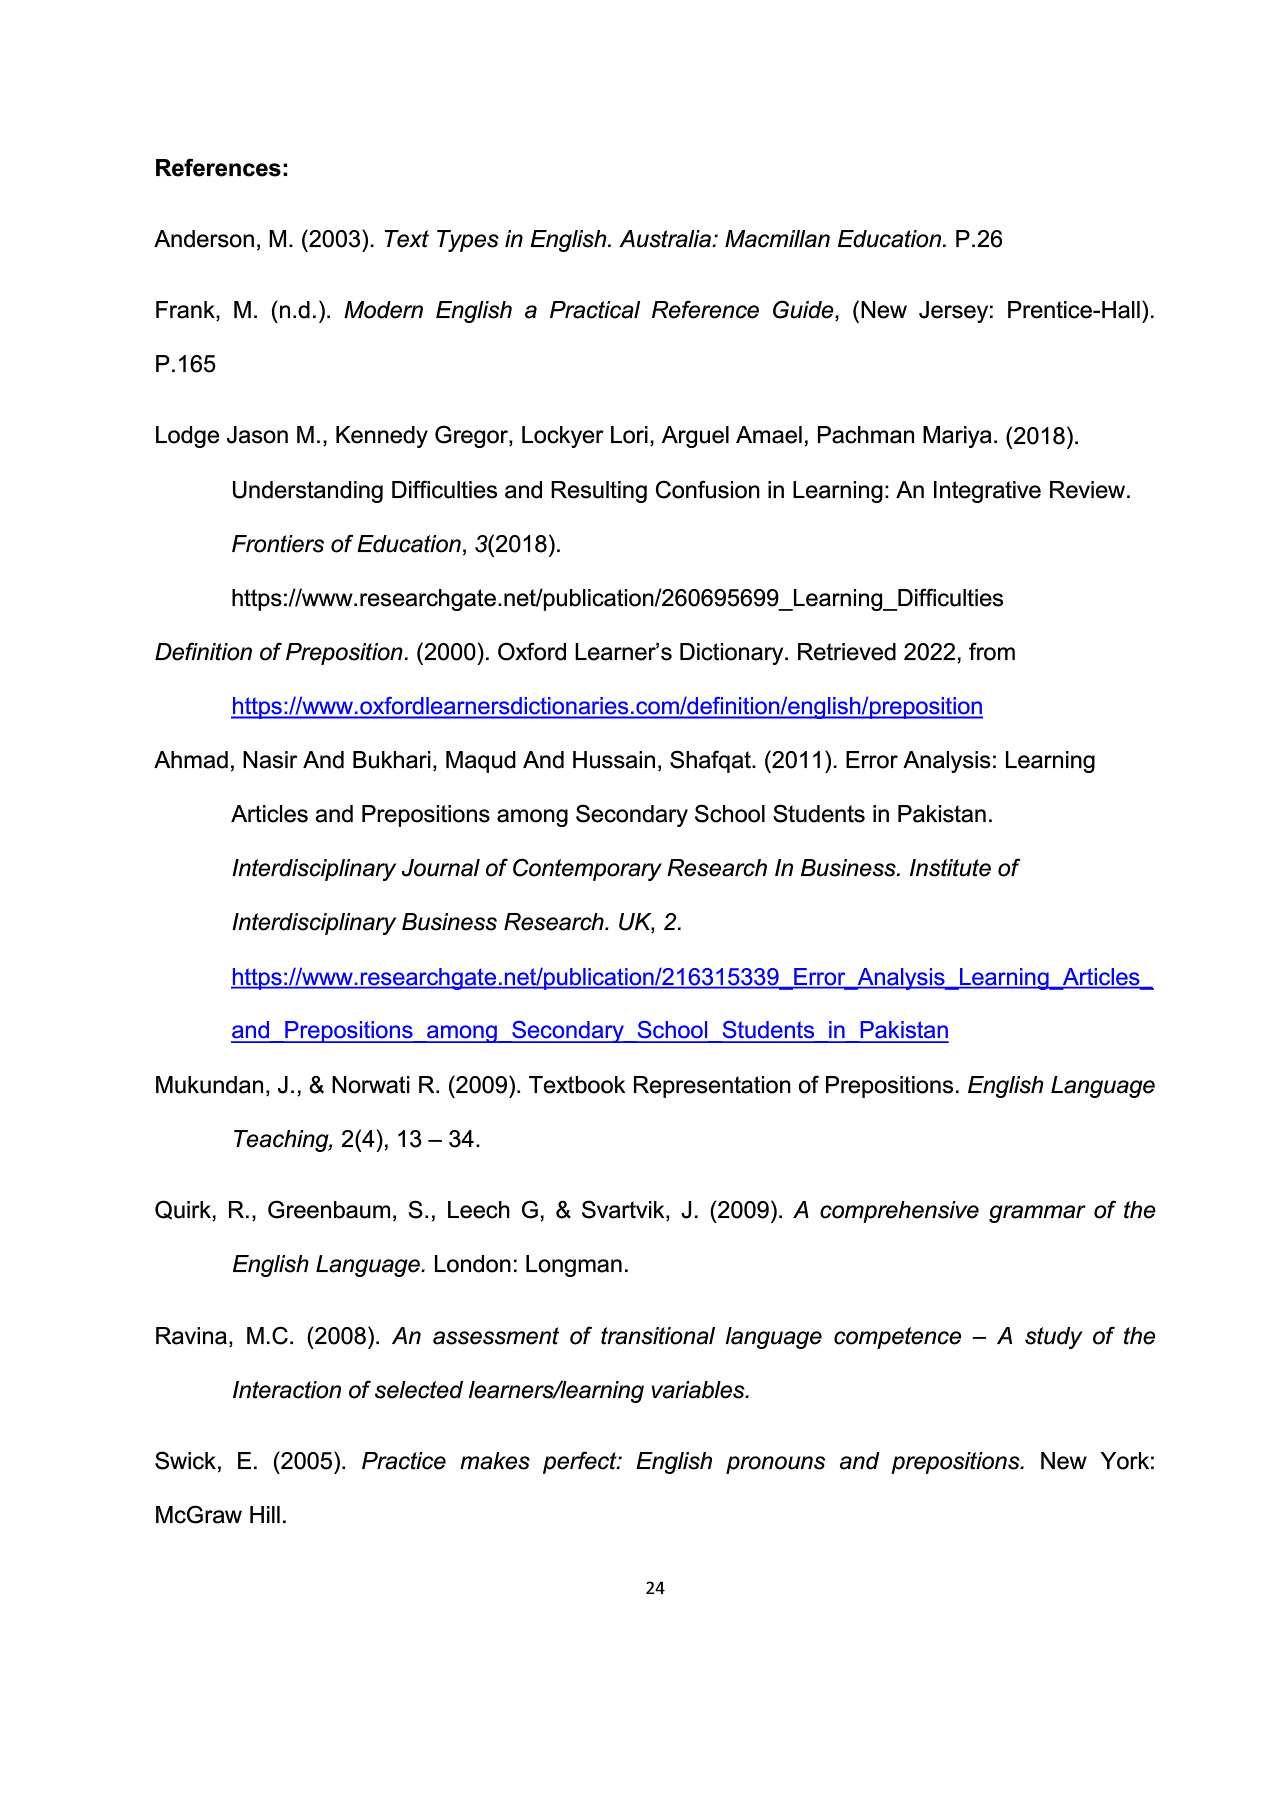 References:
Anderson, M. (2003). Text Types in English. Australia: Macmillan Education. P.26
Frank, M. (n.d.). Modern English a Practical Reference Guide, (New Jersey: Prentice-Hall).
P.165
Lodge Jason M., Kennedy Gregor, Lockyer Lori, Arguel Amael, Pachman Mariya. (2018).
Understanding Difficulties and Resulting Confusion in Learning: An Integrative Review.
Frontiers of Education, 3(2018).
https://www.researchgate.net/publication/260695699_Learning_Difficulties
Definition of Preposition. (2000). Oxford Learner’s Dictionary. Retrieved 2022, from
https://www.oxfordlearnersdictionaries.com/definition/english/preposition
Ahmad, Nasir And Bukhari, Maqud And Hussain, Shafqat. (2011). Error Analysis: Learning
Articles and Prepositions among Secondary School Students in Pakistan.
Interdisciplinary Journal of Contemporary Research In Business. Institute of
Interdisciplinary Business Research. UK, 2.
https://www.researchgate.net/publication/216315339_Error_Analysis_Learning_Articles_
and_Prepositions_among_Secondary_School_Students_in_Pakistan
Mukundan, J., & Norwati R. (2009). Textbook Representation of Prepositions. English Language
Teaching, 2(4), 13 – 34.
Quirk, R., Greenbaum, S., Leech G, & Svartvik, J. (2009). A comprehensive grammar of the
English Language. London: Longman.
Ravina, M.C. (2008). An assessment of transitional language competence – A study of the
Interaction of selected learners/learning variables.
Swick, E. (2005). Practice makes perfect: English pronouns and prepositions. New York:
McGraw Hill.
24